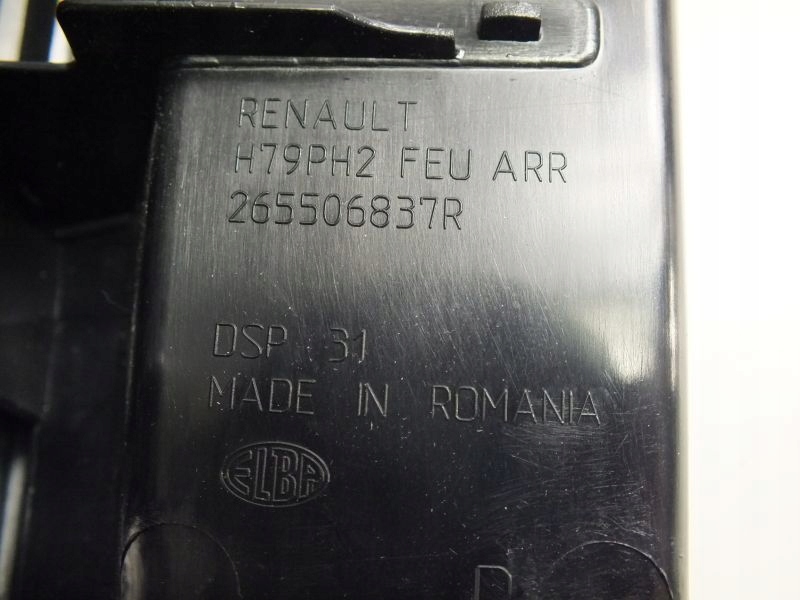 RENAULT
H79PH2 FEU ARR
265506837R
DSP 31
MADE IN ROMANIA
ELBA